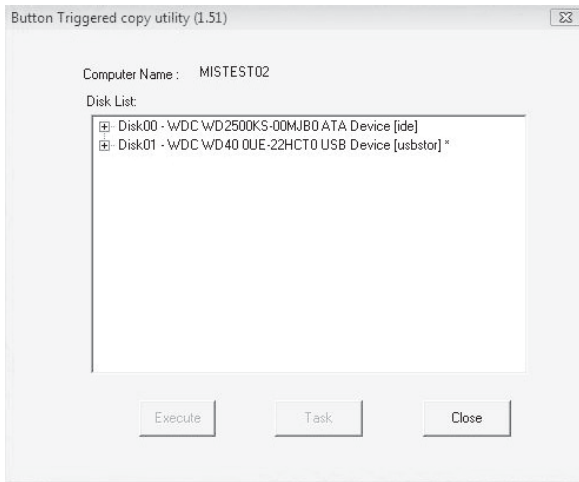 Button Triggered copy utility (1.51)
Computer Name : MISTEST02
Disk List:
Disk00 - WDC WD2500KS-00MJB0 ATA Device [ide]
Disk01 - WDC WD40 0UE-22HCT0 USB Device [usbstor] *
Execute Task Close